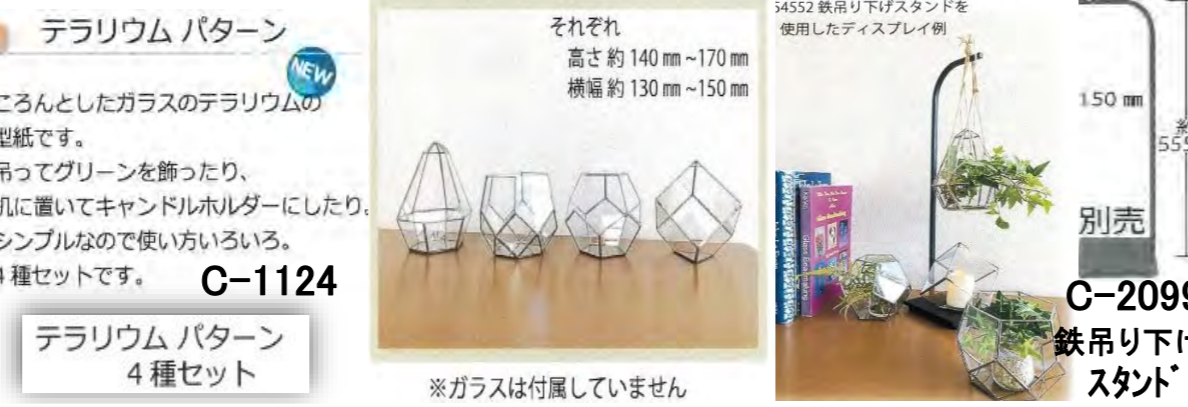 テラリウム パターン
NEW
ころんとしたガラスのテラリウムの
型紙です。
吊ってグリーンを飾ったり、
机に置いてキャンドルホルダーにしたり。
シンプルなので使い方いろいろ。
4種セットです。
C-1124
テラリウム パターン
4種セット
それぞれ
高さ 約 140 ㎜ ~170 ㎜
横幅 約 130 ㎜ ~150 ㎜
※ガラスは付属していません
54552 鉄吊り下げスタンドを
使用したディスプレイ例
150 ㎜
約
555
別売
C-2099
鉄吊り下げ
スタンド